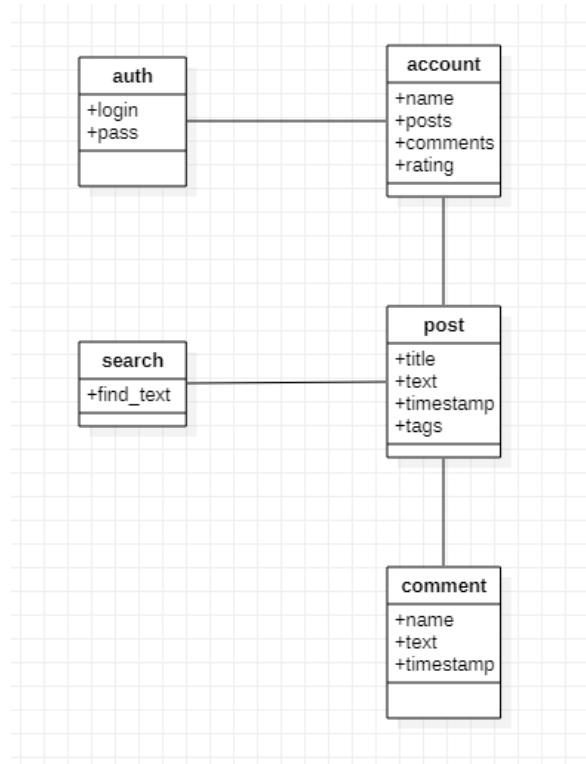 auth
+login
+pass
account
+name
+posts
+comments
+rating
search
+find_text
post
+title
+text
+timestamp
+tags
comment
+name
+text
+timestamp